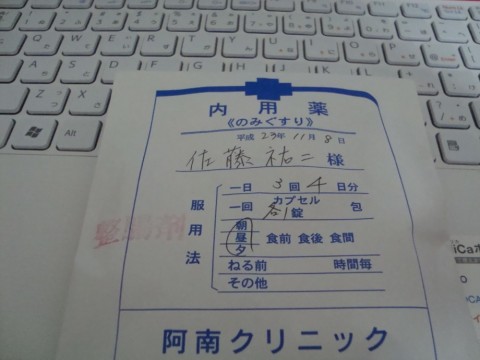 内用薬
《のみぐすり》
平成 23年 11月 8日
佐藤 祐二 様
整腸剤
服用法
一日 3回 4日分
一回 各1 カプセル 錠 包
朝 昼 夕 食前 食後 食間
ねる前 時間毎
その他
阿南クリニック